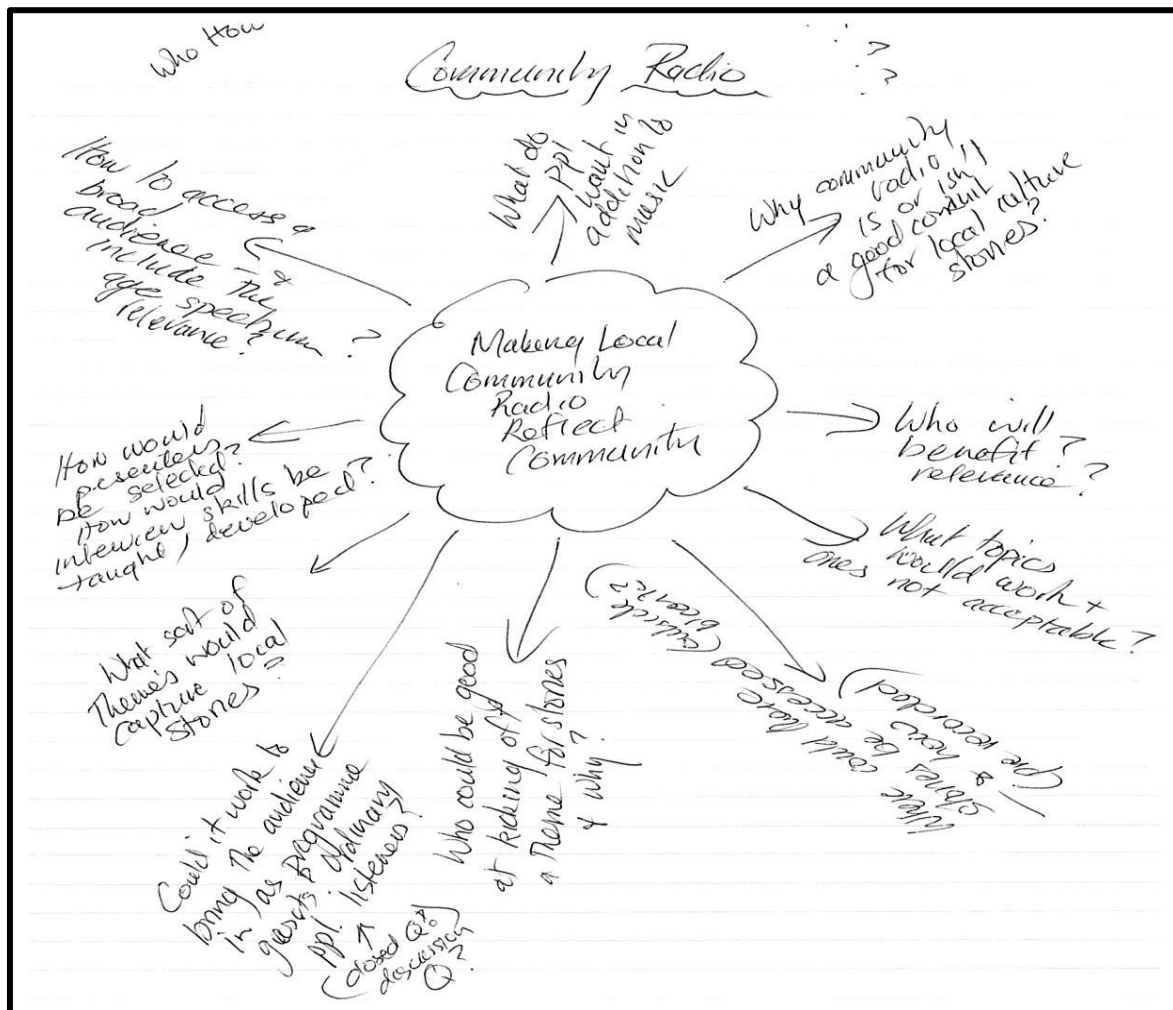 Who How
Community Radio
? ?
?
How to access a
broad
audience &
include the
age spectrum ?
relevance?
What do
ppl
want in
addition to
music
Why community
radio
is or isn't
a good conduit
for local culture
stories?
Making Local
Community
Radio
Reflect
Community
Who will
benefit?
relevance?
What topics
would work +
ones not acceptable?
Where could more
stories be accessed
& how
(pre recorded)
(outside
How would
presenters
be selected?
How would
interview skills be
taught / developed?
What sort of
Theme's would
capture local
stories?
Could it work to
bring the audience
in as programme
guests ordinary
ppl listeners?
(closed Q?
discussion
Q?)
Who could be good
at kicking off
a Theme for stories
& why?